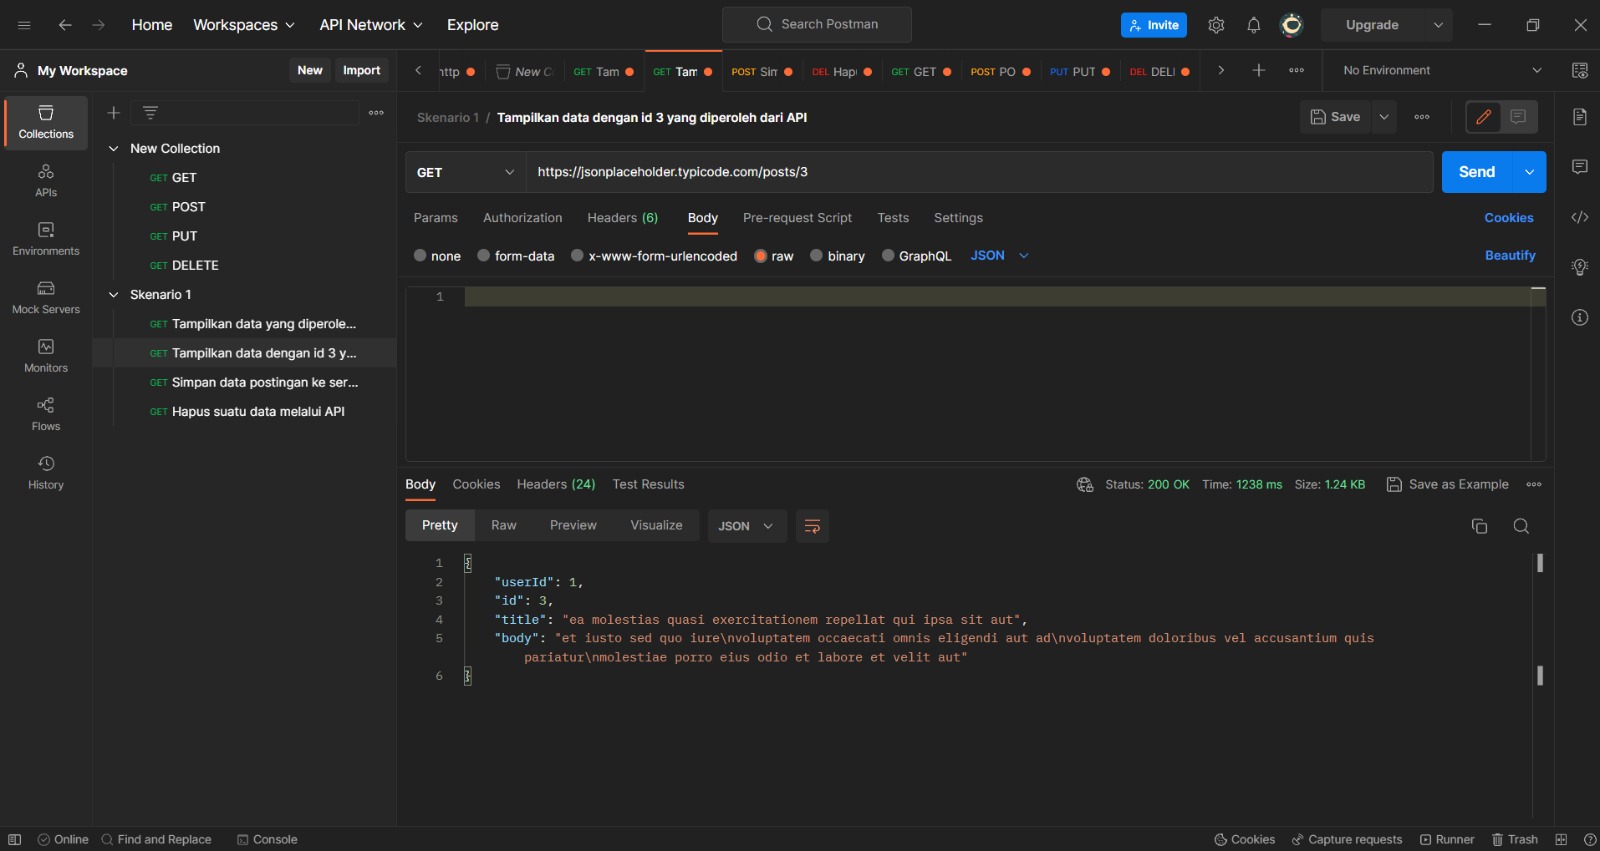 Home Workspaces API Network Explore Search Postman Invite Upgrade
My Workspace New Import
ttp New C GET Tam GET Tam POST Sim DEL Hap GET GET POST PO PUT PUT DEL DELI No Environment
Collections
APIs
Environments
Mock Servers
Monitors
Flows
History
New Collection
GET GET
GET POST
GET PUT
GET DELETE
Skenario 1
GET Tampilkan data yang diperole...
GET Tampilkan data dengan id 3 y...
GET Simpan data postingan ke ser...
GET Hapus suatu data melalui API
Skenario 1 / Tampilkan data dengan id 3 yang diperoleh dari API Save
GET https://jsonplaceholder.typicode.com/posts/3 Send
Params Authorization Headers (6) Body Pre-request Script Tests Settings Cookies
none form-data x-www-form-urlencoded raw binary GraphQL JSON Beautify
1
Body Cookies Headers (24) Test Results Status: 200 OK Time: 1238 ms Size: 1.24 KB Save as Example
Pretty Raw Preview Visualize JSON
1 {
2 "userId": 1,
3 "id": 3,
4 "title": "ea molestias quasi exercitationem repellat qui ipsa sit aut",
5 "body": "et iusto sed quo iure\nvoluptatem occaecati omnis eligendi aut ad\nvoluptatem doloribus vel accusantium quis
pariatur\nmolestiae porro eius odio et labore et velit aut"
6 }
Online Find and Replace Console Cookies Capture requests Runner Trash